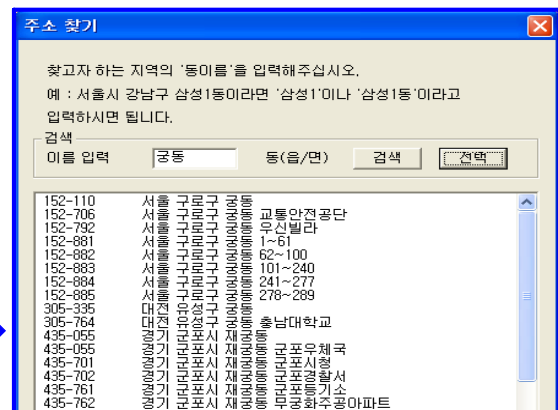 주소 찾기
찾고자 하는 지역의 '동이름'을 입력해주십시오.
예 : 서울시 강남구 삼성1동이라면 '삼성1'이나 '삼성1동'이라고
입력하시면 됩니다.
검색
이름 입력 궁동 동(읍/면) 검색 선택
152-110 서울 구로구 궁동
152-706 서울 구로구 궁동 교통안전공단
152-792 서울 구로구 궁동 우신빌라
152-881 서울 구로구 궁동 1~61
152-882 서울 구로구 궁동 62~100
152-883 서울 구로구 궁동 101~240
152-884 서울 구로구 궁동 241~277
152-885 서울 구로구 궁동 278~289
305-335 대전 유성구 궁동
305-764 대전 유성구 궁동 충남대학교
435-055 경기 군포시 재궁동
435-055 경기 군포시 재궁동 군포우체국
435-701 경기 군포시 재궁동 군포시청
435-702 경기 군포시 재궁동 군포경찰서
435-761 경기 군포시 재궁동 군포등기소
435-762 경기 군포시 재궁동 무궁화주공아파트